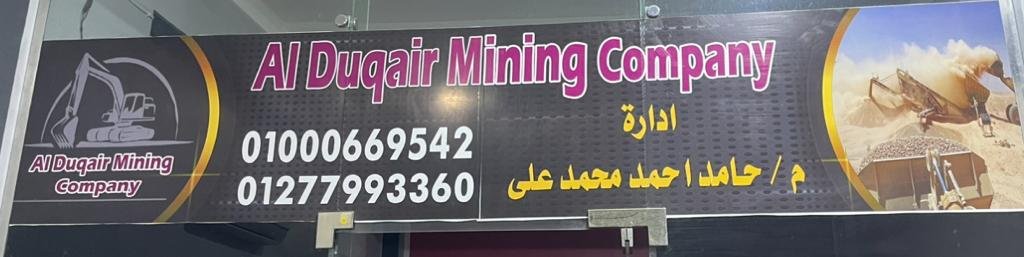 Al Duqair Mining Company
Al Duqair Mining
Company
01000669542
01277993360
ادارة
م / حامد احمد محمد على